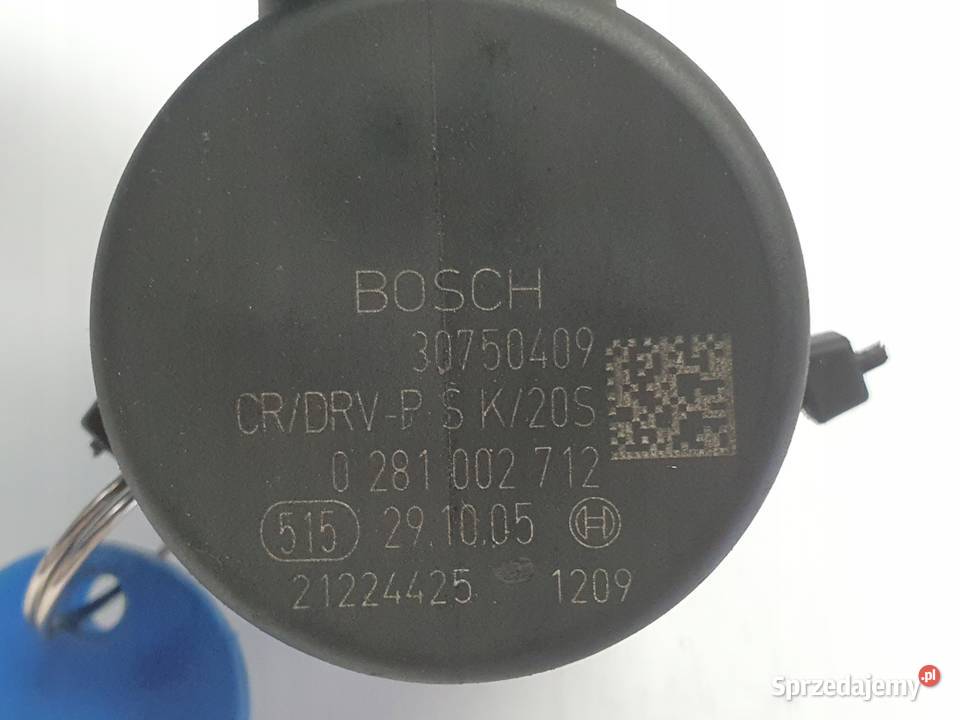 BOSCH
30750409
CR/DRV-P S K/20S
0 281 002 712
515 29.10.05 H
21224425 1209
Sprzedajemy.pl